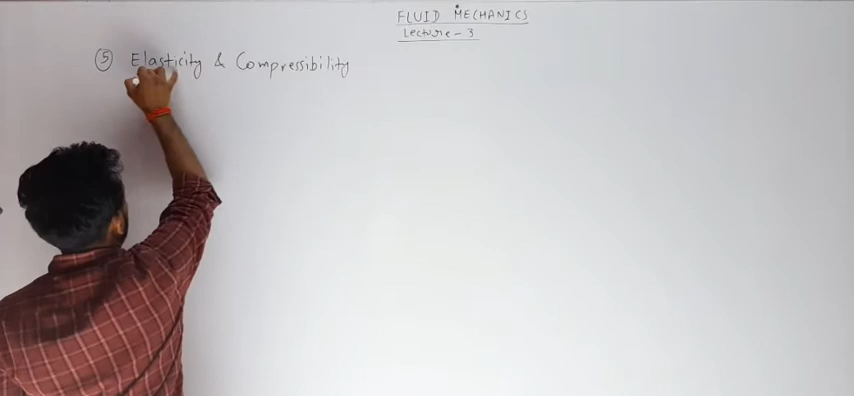 FLUID MECHANICS
Lecture - 3
⑤ Elasticity & Compressibility